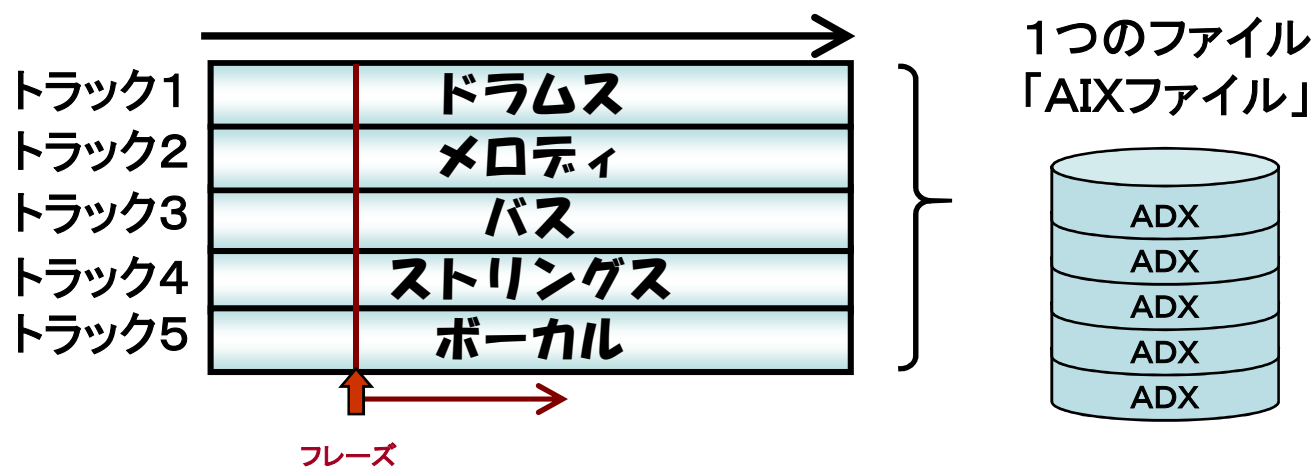 トラック1
ドラムス
トラック2
メロディ
トラック3
バス
トラック4
ストリングス
トラック5
ボーカル
フレーズ
1つのファイル
「AIXファイル」
ADX
ADX
ADX
ADX
ADX